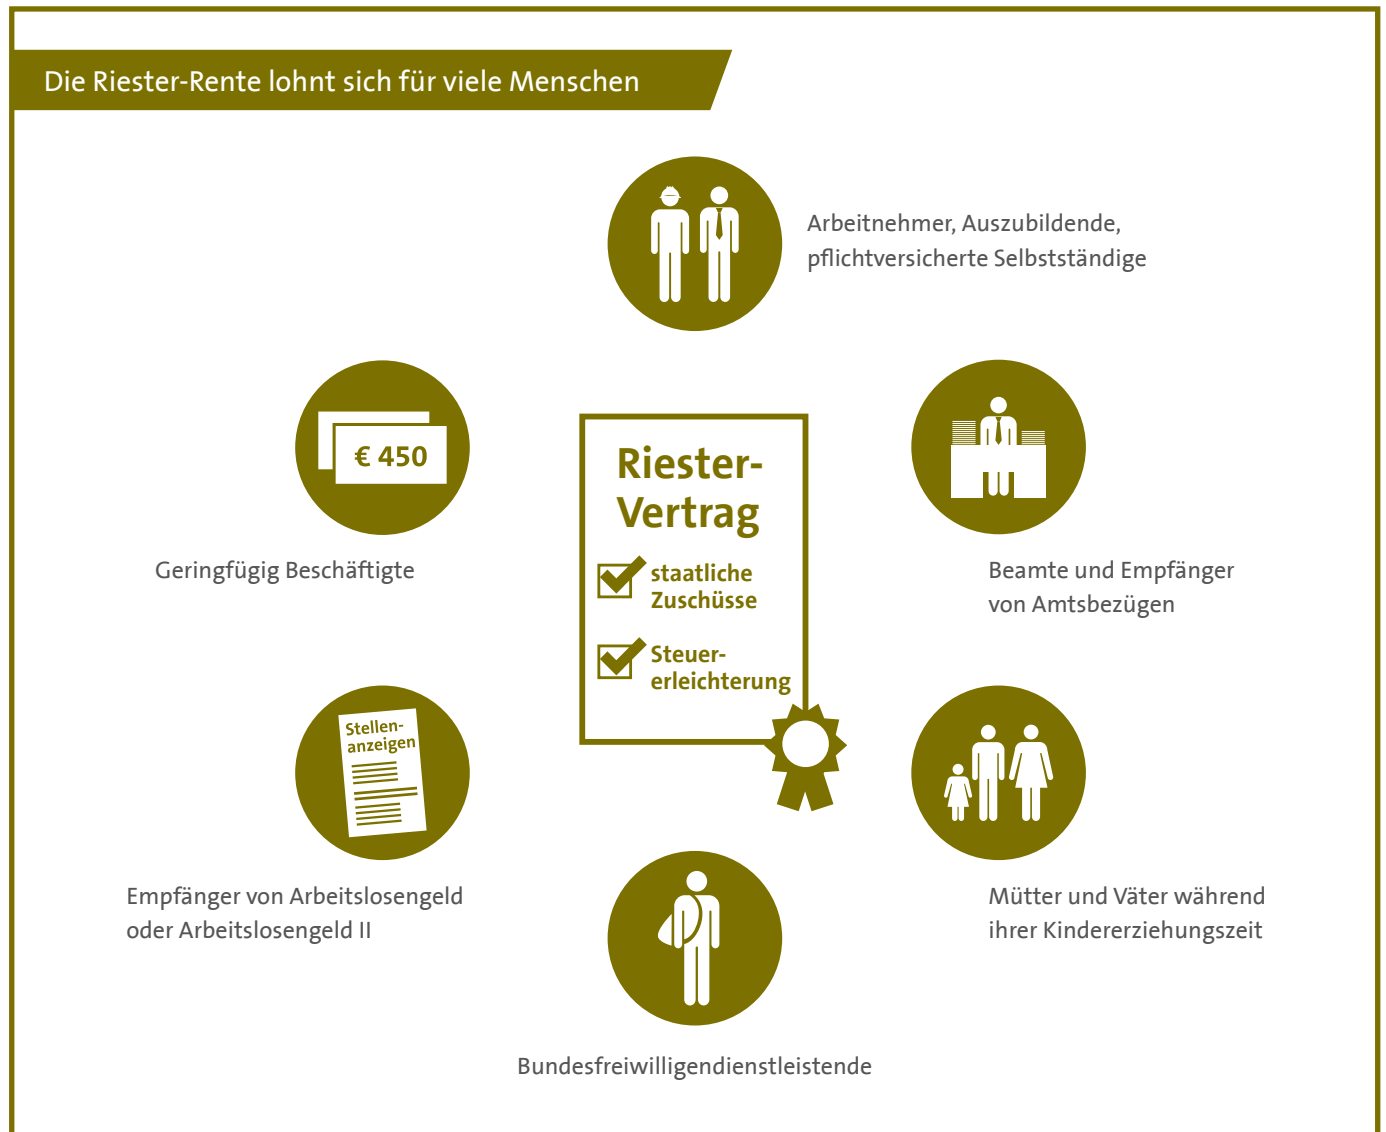 Die Riester-Rente lohnt sich für viele Menschen
Arbeitnehmer, Auszubildende,
pflichtversicherte Selbstständige
€ 450
Geringfügig Beschäftigte
Riester-
Vertrag
staatliche
Zuschüsse
Steuer-
erleichterung
Beamte und Empfänger
von Amtsbezügen
Stellen-
anzeigen
Empfänger von Arbeitslosengeld
oder Arbeitslosengeld II
Mütter und Väter während
ihrer Kindererziehungszeit
Bundesfreiwilligendienstleistende